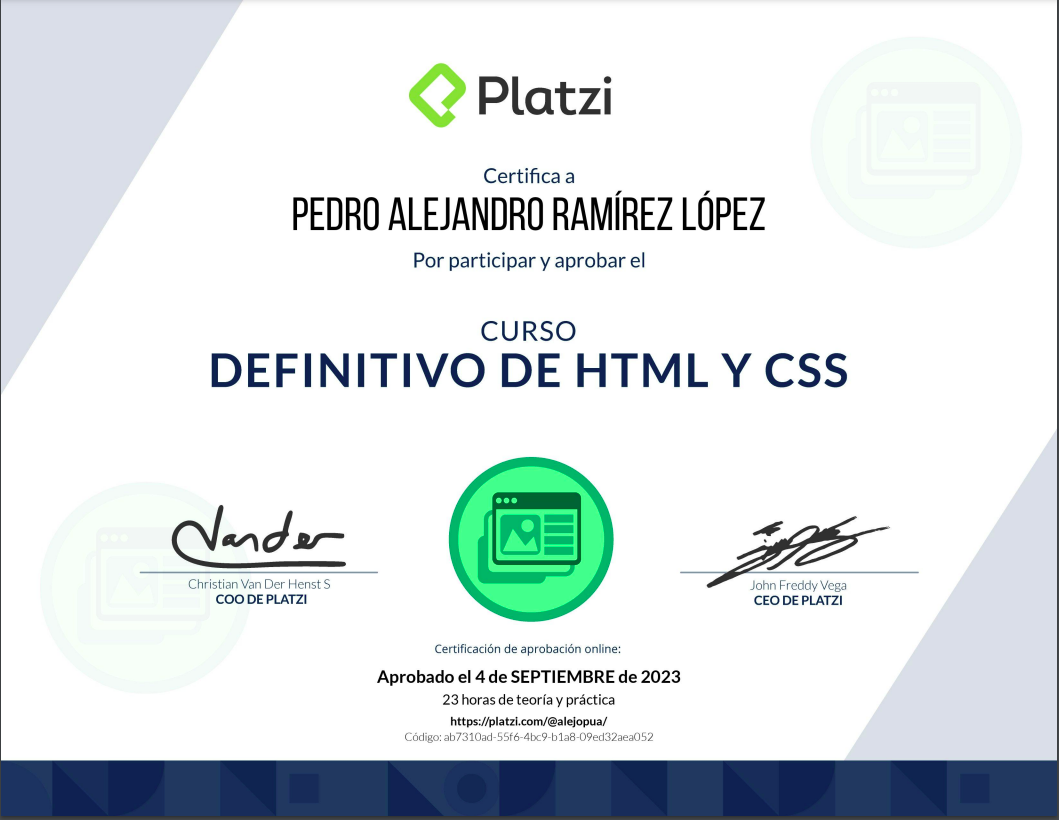 Platzi
Certifica a
PEDRO ALEJANDRO RAMÍREZ LÓPEZ
Por participar y aprobar el
CURSO
DEFINITIVO DE HTML Y CSS
Vander
Christian Van Der Henst S
COO DE PLATZI
John Freddy Vega
CEO DE PLATZI
Certificación de aprobación online:
Aprobado el 4 de SEPTIEMBRE de 2023
23 horas de teoría y práctica
https://platzi.com/@alejopua/
Código: ab7310ad-55f6-4bc9-b1a8-09ed32aea052